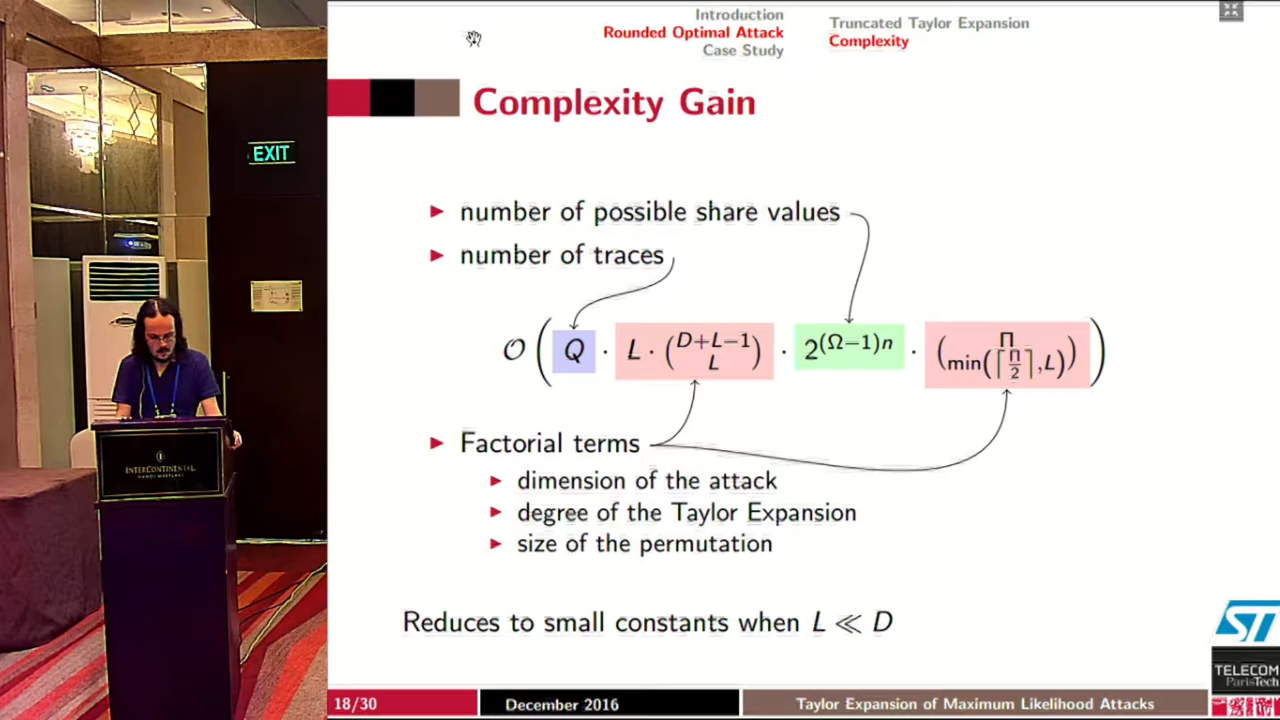 EXIT
INTERCONTINENTAL
HANOI WESTLAKE
Introduction
Rounded Optimal Attack
Case Study
Truncated Taylor Expansion
Complexity
Complexity Gain
► number of possible share values
► number of traces
𝒪 ( Q · L · (D+L−1 L) · 2^(Ω−1)n · (Π min(⌈Π/2⌉,L)) )
► Factorial terms
► dimension of the attack
► degree of the Taylor Expansion
► size of the permutation
Reduces to small constants when L ≪ D
ST
TELECOM
ParisTech
18/30
December 2016
Taylor Expansion of Maximum Likelihood Attacks